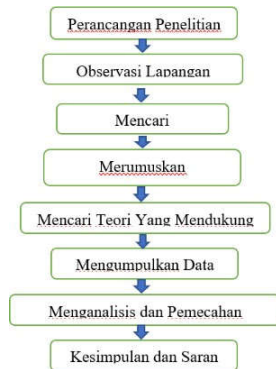 Perancangan Penelitian
Observasi Lapangan
Mencari
Merumuskan
Mencari Teori Yang Mendukung
Mengumpulkan Data
Menganalisis dan Pemecahan
Kesimpulan dan Saran